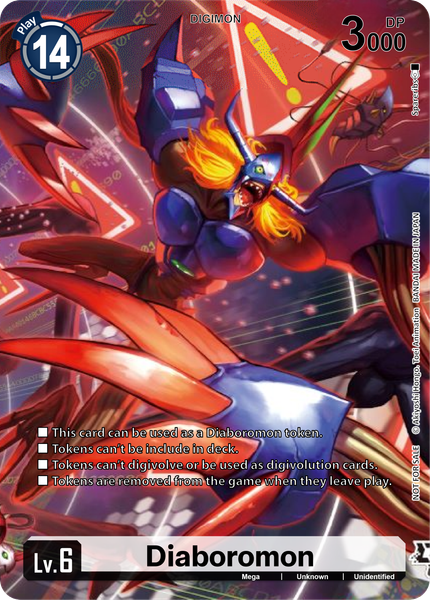 Play
14
DIGIMON
DP
3000
Spareribs
■ This card can be used as a Diaboromon token.
■ Tokens can't be include in deck.
■ Tokens can't digivolve or be used as digivolution cards.
■ Tokens are removed from the game when they leave play.
NOT FOR SALE © Akiyoshi Hongo, Toei Animation BANDAI MADE IN JAPAN
Lv.6
Diaboromon
Mega | Unknown | Unidentified